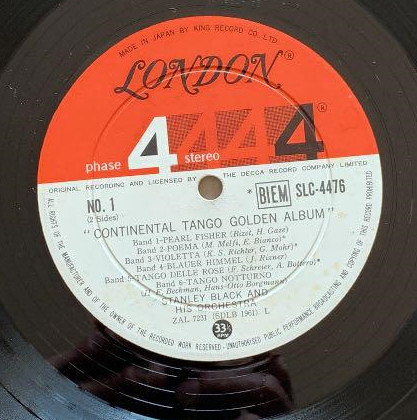 MADE IN JAPAN BY KING RECORD CO., LTD
LONDON®
phase 4 stereo 444®
ORIGINAL RECORDING AND LICENSED BY THE DECCA RECORD COMPANY LIMITED
NO. 1
(2 Sides)
* BIEM SLC-4476
"CONTINENTAL TANGO GOLDEN ALBUM"
Band 1-PEARL FISHER (Bizet, H. Gaze)
Band 2-POEMA (M. Melfi, E. Bianco)*
Band 3-VIOLETTA (K. S. Richter, G. Mohr)*
Band 4-BLAUER HIMMEL (J. Rixner)
Band 5-TANGO DELLE ROSE (F. Schreier, A. Bottero)*
Band 6-TANGO NOTTURNO
(H. F. Beckman, Hans-Otto Borgmann)*
STANLEY BLACK AND
HIS ORCHESTRA
ZAL 7231 (SDLB 1961) L
33⅓
RPM
ALL RIGHTS OF THE MANUFACTURER AND OF THE OWNER OF THE RECORDED WORK RESERVED-UNAUTHORISED PUBLIC PERFORMANCE, BROADCASTING AND COPYING OF THIS RECORD PROHIBITED